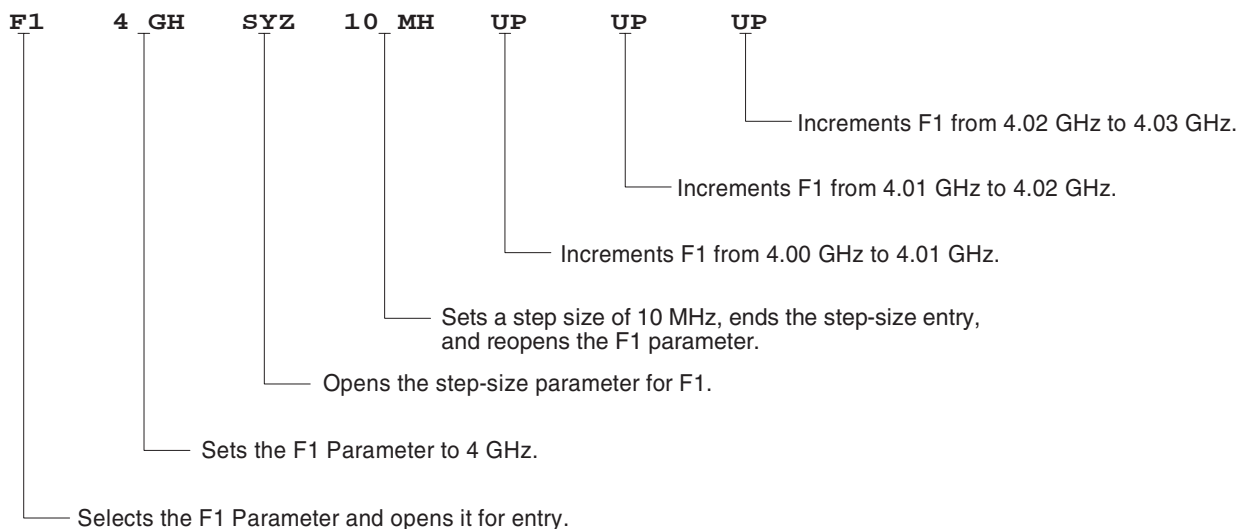 F1 4 GH SYZ 10 MH UP UP UP
Increments F1 from 4.02 GHz to 4.03 GHz.
Increments F1 from 4.01 GHz to 4.02 GHz.
Increments F1 from 4.00 GHz to 4.01 GHz.
Sets a step size of 10 MHz, ends the step-size entry,
and reopens the F1 parameter.
Opens the step-size parameter for F1.
Sets the F1 Parameter to 4 GHz.
Selects the F1 Parameter and opens it for entry.